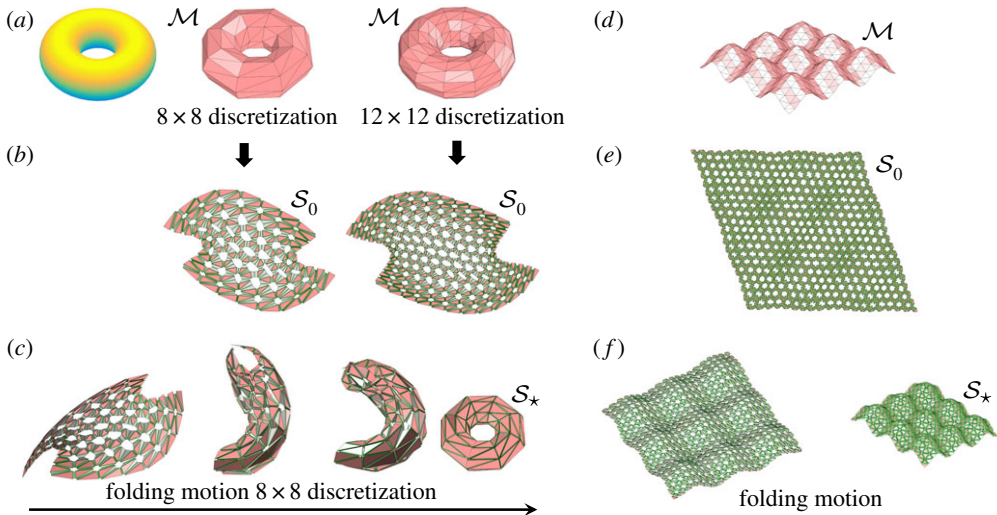 (a)
M
8 × 8 discretization
12 × 12 discretization
(b)
S₀
S₀
(c)
S⋆
folding motion 8 × 8 discretization
(d)
M
(e)
S₀
(f)
S⋆
folding motion